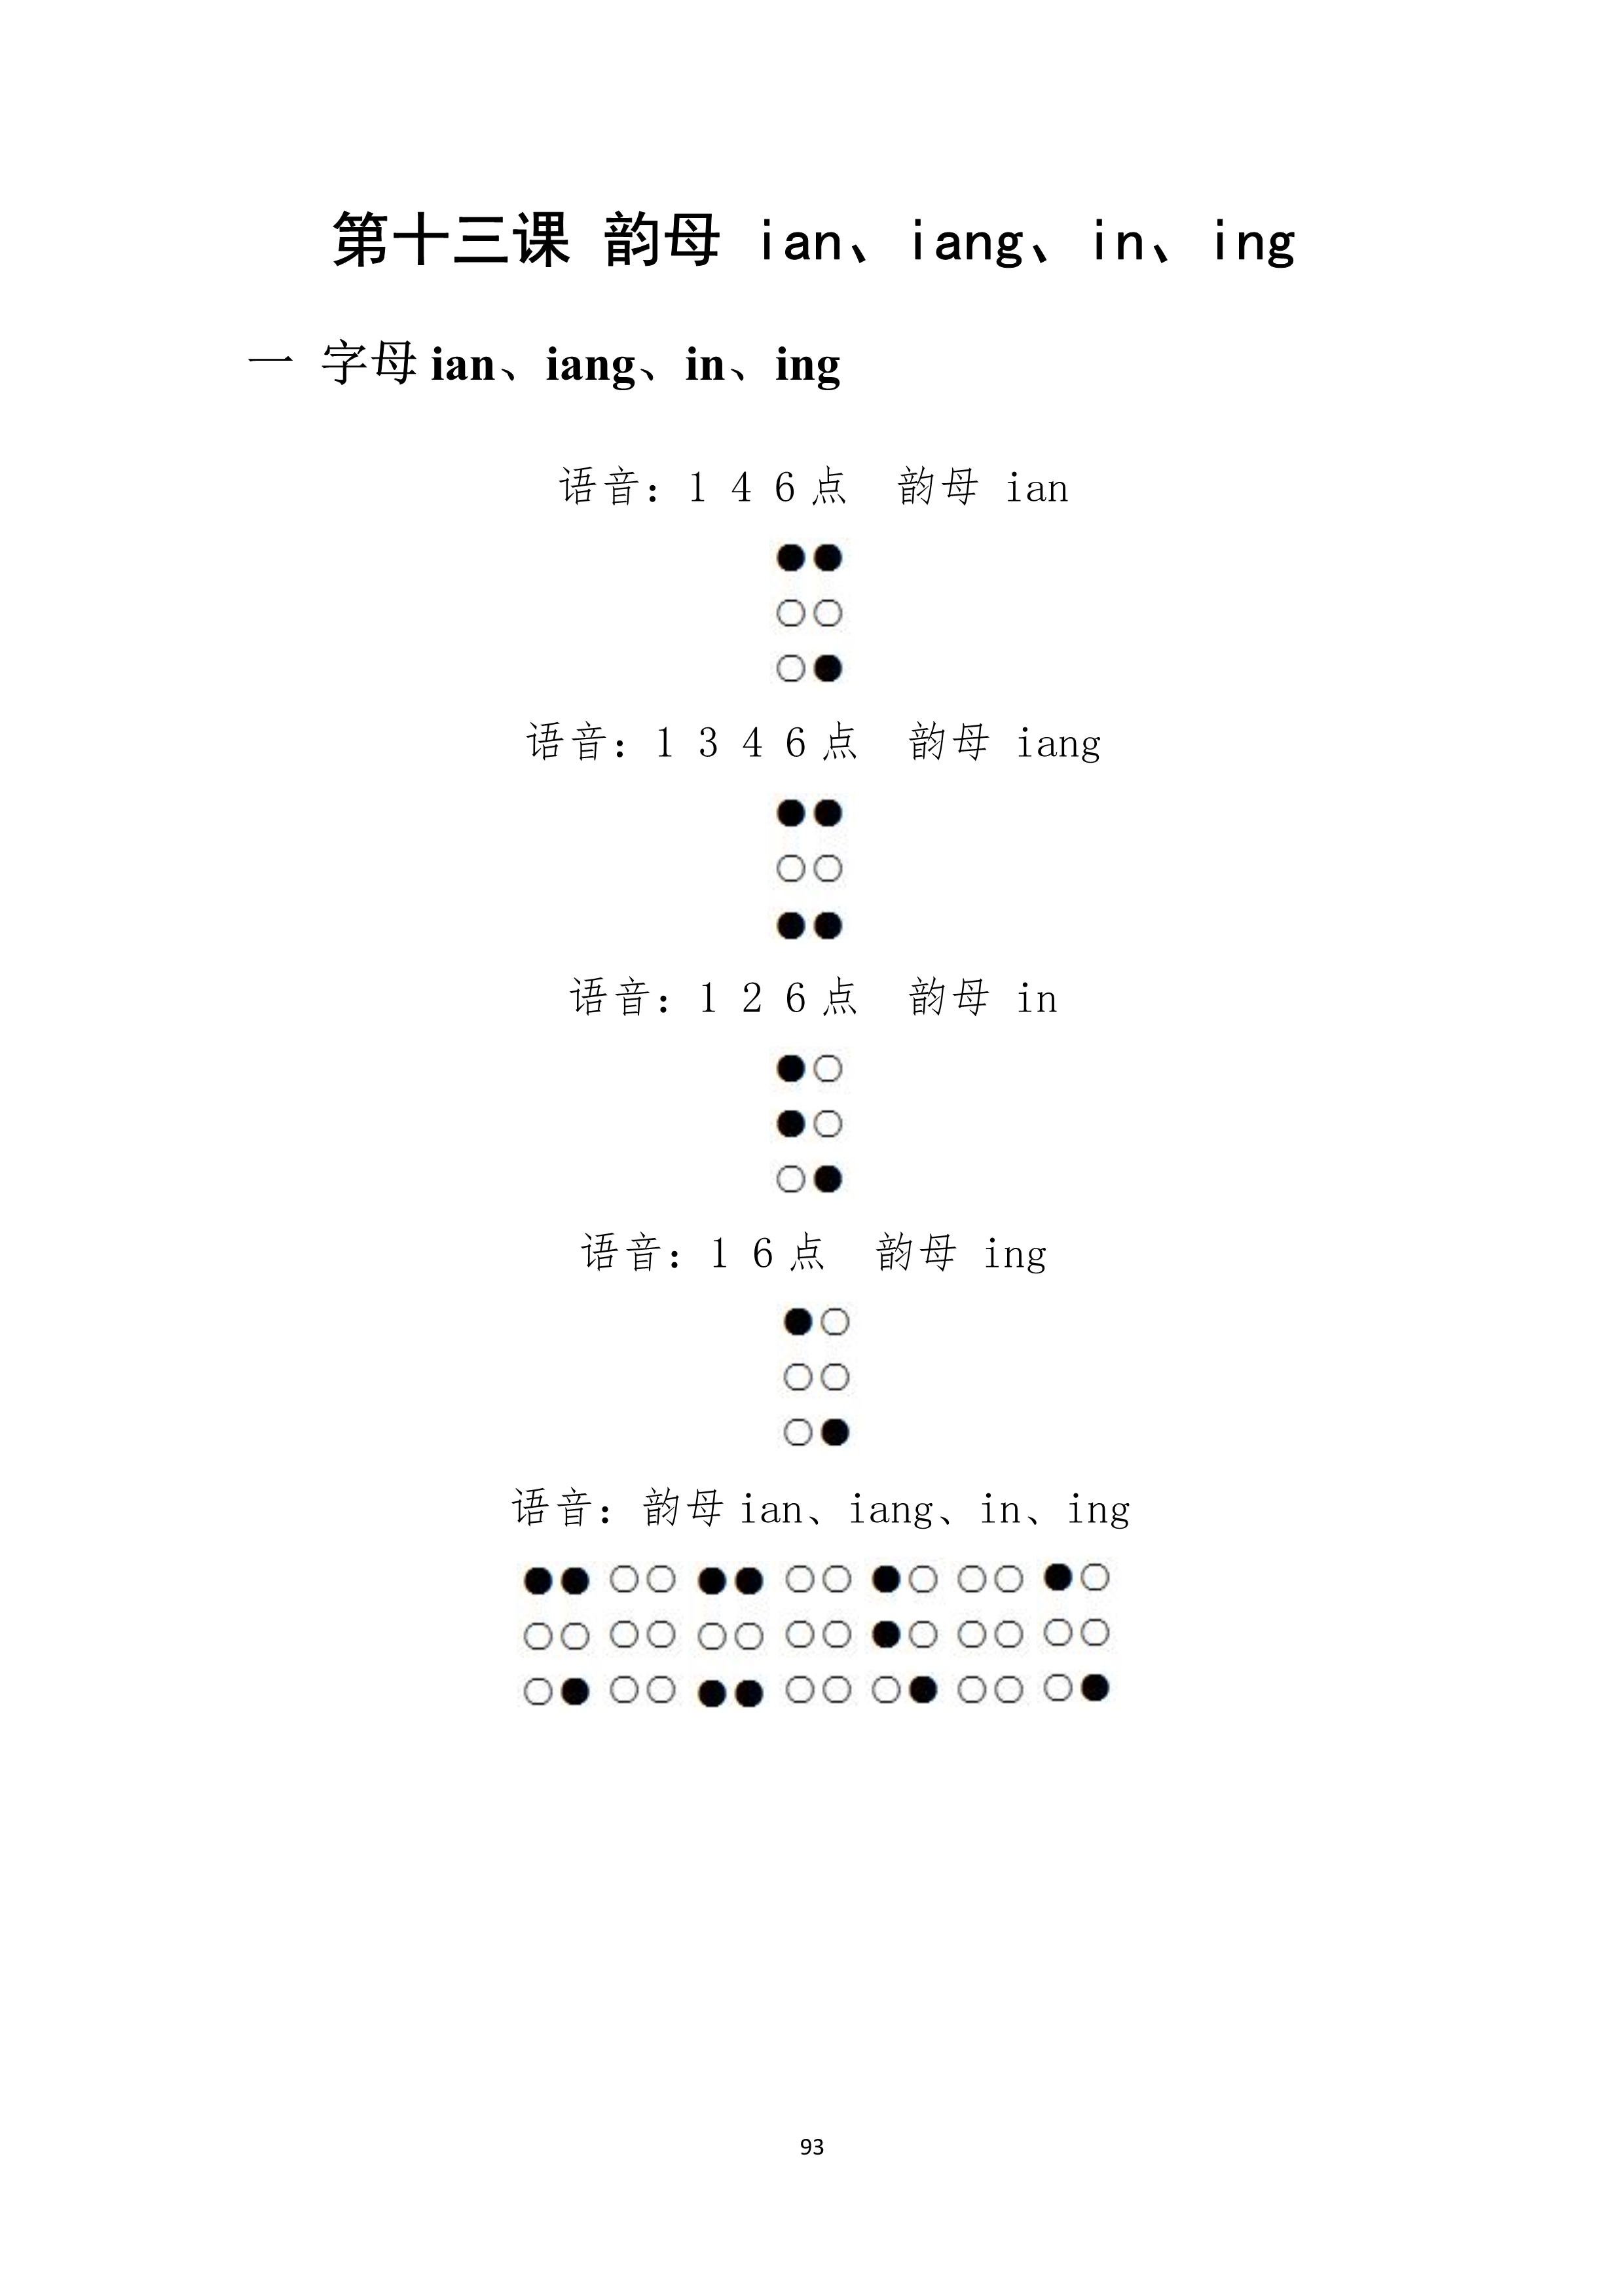 第十三课 韵母 ian、iang、in、ing
一 字母 ian、iang、in、ing
语音：1 4 6点 韵母 ian
●●
○○
○●
语音：1 3 4 6点 韵母 iang
●●
○○
●●
语音：1 2 6点 韵母 in
●○
●○
○●
语音：1 6点 韵母 ing
●○
○○
○●
语音：韵母 ian、iang、in、ing
●● ○○ ●● ○○ ●○ ○○ ●○
○○ ○○ ○○ ○○ ●○ ○○ ○○
○● ○○ ●● ○○ ○● ○○ ○●
93